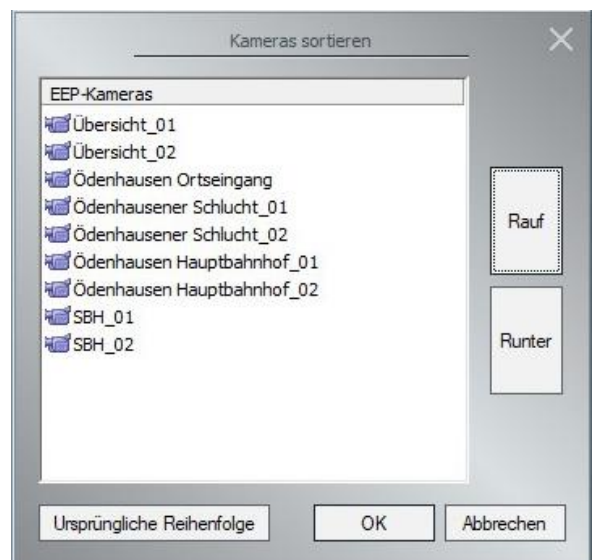 Kameras sortieren
EEP-Kameras
Übersicht_01
Übersicht_02
Ödenhausen Ortseingang
Ödenhausener Schlucht_01
Ödenhausener Schlucht_02
Ödenhausen Hauptbahnhof_01
Ödenhausen Hauptbahnhof_02
SBH_01
SBH_02
Rauf
Runter
Ursprüngliche Reihenfolge
OK
Abbrechen